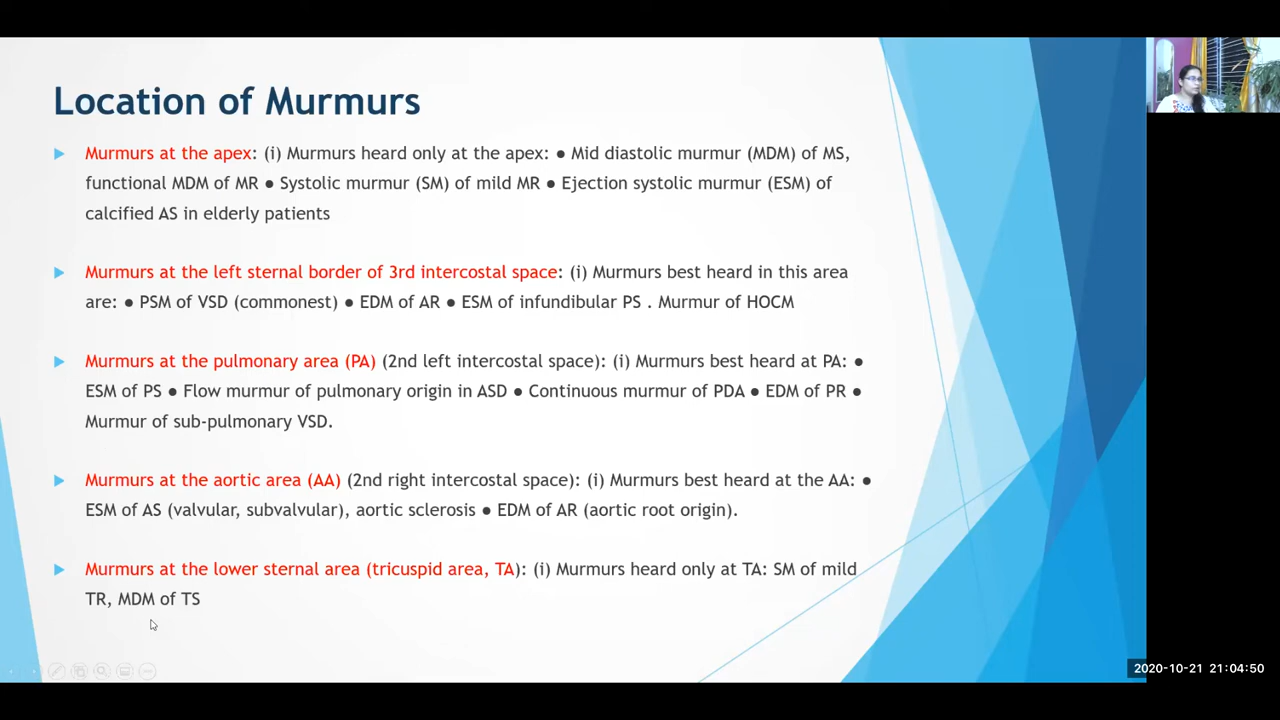 Location of Murmurs
Murmurs at the apex: (i) Murmurs heard only at the apex: ● Mid diastolic murmur (MDM) of MS,
functional MDM of MR ● Systolic murmur (SM) of mild MR ● Ejection systolic murmur (ESM) of
calcified AS in elderly patients
Murmurs at the left sternal border of 3rd intercostal space: (i) Murmurs best heard in this area
are: ● PSM of VSD (commonest) ● EDM of AR ● ESM of infundibular PS . Murmur of HOCM
Murmurs at the pulmonary area (PA) (2nd left intercostal space): (i) Murmurs best heard at PA: ●
ESM of PS ● Flow murmur of pulmonary origin in ASD ● Continuous murmur of PDA ● EDM of PR ●
Murmur of sub-pulmonary VSD.
Murmurs at the aortic area (AA) (2nd right intercostal space): (i) Murmurs best heard at the AA: ●
ESM of AS (valvular, subvalvular), aortic sclerosis ● EDM of AR (aortic root origin).
Murmurs at the lower sternal area (tricuspid area, TA): (i) Murmurs heard only at TA: SM of mild
TR, MDM of TS
2020-10-21 21:04:50